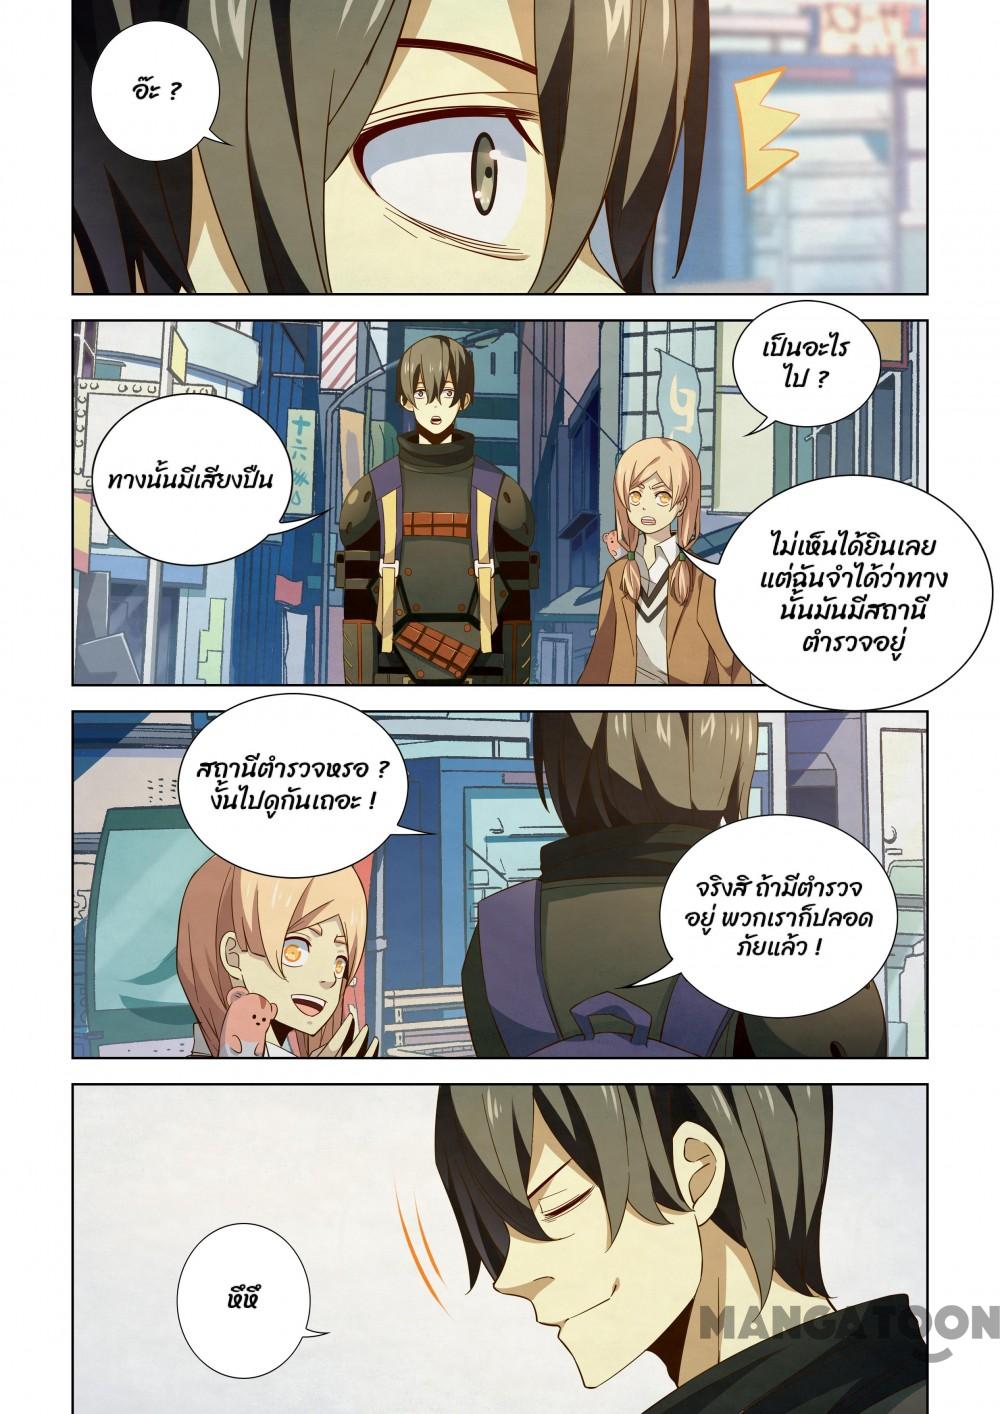 อ๊ะ ?
เป็นอะไร
ไป ?
ทางนั้นมีเสียงปืน
十六
ไม่เห็นได้ยินเลย
แต่ฉันจำได้ว่าทาง
นั้นมันมีสถานี
ตำรวจอยู่
สถานีตำรวจหรอ ?
งั้นไปดูกันเถอะ !
จริงสิ ถ้ามีตำรวจ
อยู่ พวกเราก็ปลอด
ภัยแล้ว !
หึหึ
MANGATOON